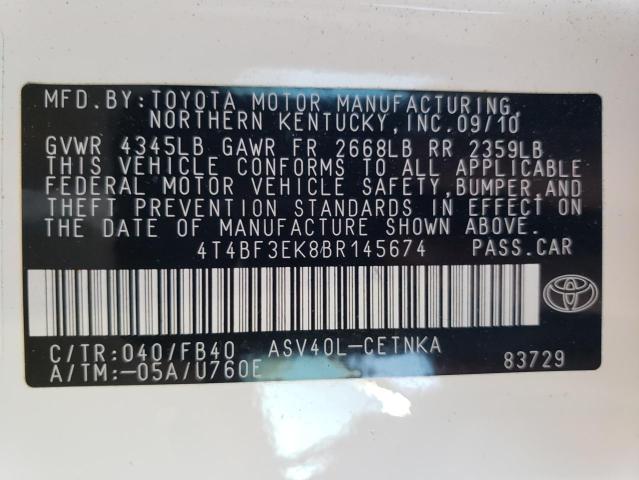 MFD.BY:TOYOTA MOTOR MANUFACTURING,
NORTHERN KENTUCKY,INC.09/10
GVWR 4345LB GAWR FR 2668LB RR 2359LB
THIS VEHICLE CONFORMS TO ALL APPLICABLE
FEDERAL MOTOR VEHICLE SAFETY,BUMPER,AND
THEFT PREVENTION STANDARDS IN EFFECT ON
THE DATE OF MANUFACTURE SHOWN ABOVE.
4T4BF3EK8BR145674 PASS.CAR
C/TR:040/FB40 ASV40L-CETNKA
A/TM:-05A/U760E 83729